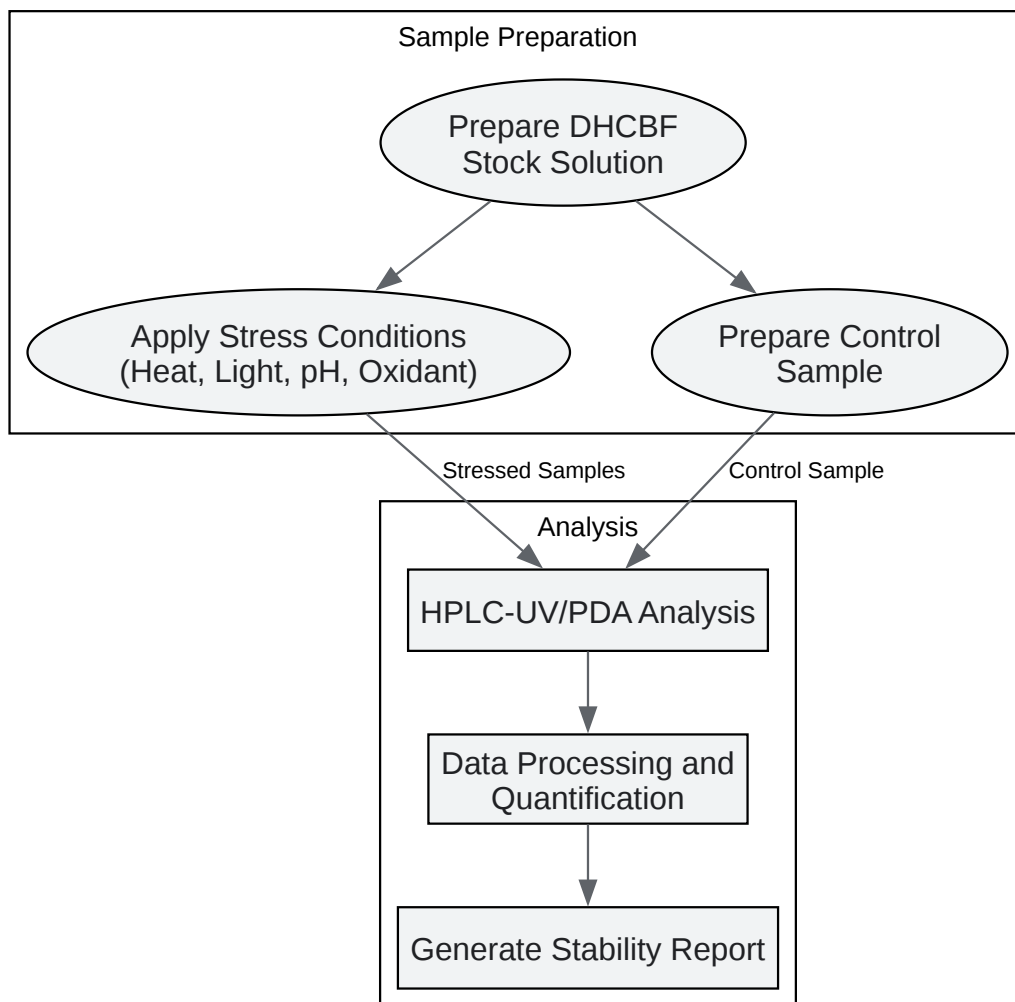 Sample Preparation
Prepare DHCBF
Stock Solution
Apply Stress Conditions
(Heat, Light, pH, Oxidant)
Prepare Control
Sample
Stressed Samples
Control Sample
Analysis
HPLC-UV/PDA Analysis
Data Processing and
Quantification
Generate Stability Report